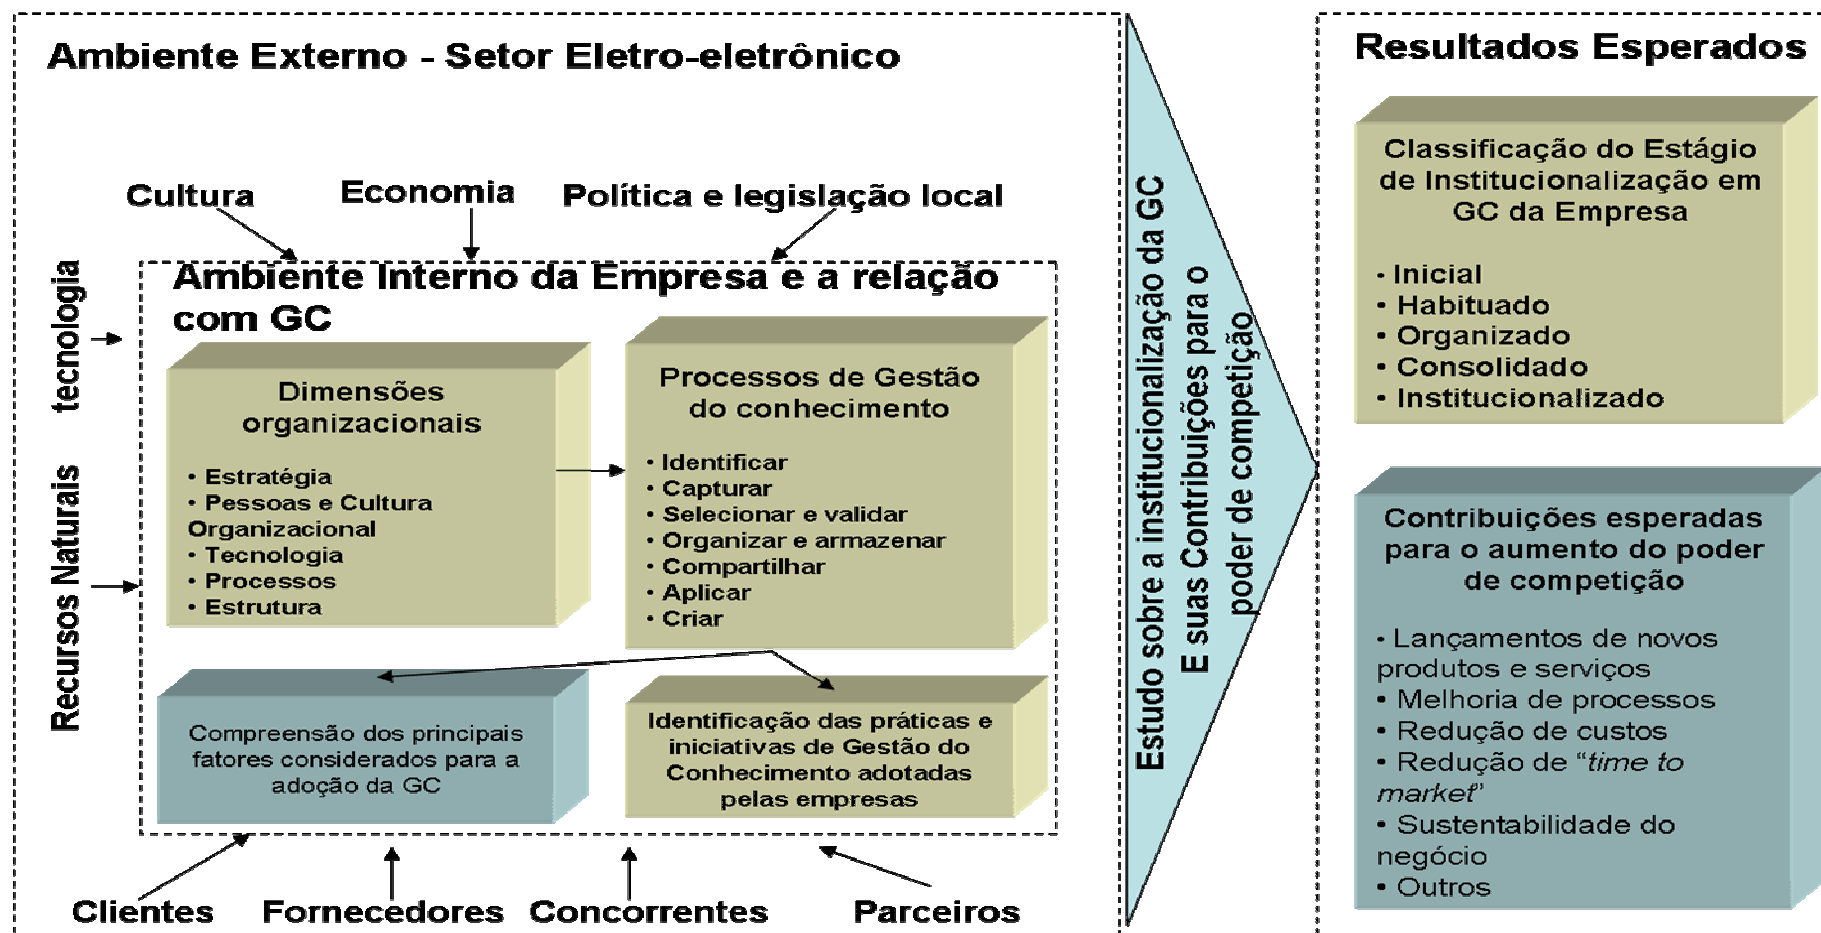 Ambiente Externo - Setor Eletro-eletrônico
Cultura
Economia
Política e legislação local
tecnologia
Recursos Naturais
Ambiente Interno da Empresa e a relação
com GC
Dimensões
organizacionais
• Estratégia
• Pessoas e Cultura
Organizacional
• Tecnologia
• Processos
• Estrutura
Processos de Gestão
do conhecimento
• Identificar
• Capturar
• Selecionar e validar
• Organizar e armazenar
• Compartilhar
• Aplicar
• Criar
Compreensão dos principais
fatores considerados para a
adoção da GC
Identificação das práticas e
iniciativas de Gestão do
Conhecimento adotadas
pelas empresas
Clientes
Fornecedores
Concorrentes
Parceiros
Estudo sobre a institucionalização da GC
E suas Contribuições para o
poder de competição
Resultados Esperados
Classificação do Estágio
de Institucionalização em
GC da Empresa
• Inicial
• Habituado
• Organizado
• Consolidado
• Institucionalizado
Contribuições esperadas
para o aumento do poder
de competição
• Lançamentos de novos
produtos e serviços
• Melhoria de processos
• Redução de custos
• Redução de “time to
market”
• Sustentabilidade do
negócio
• Outros